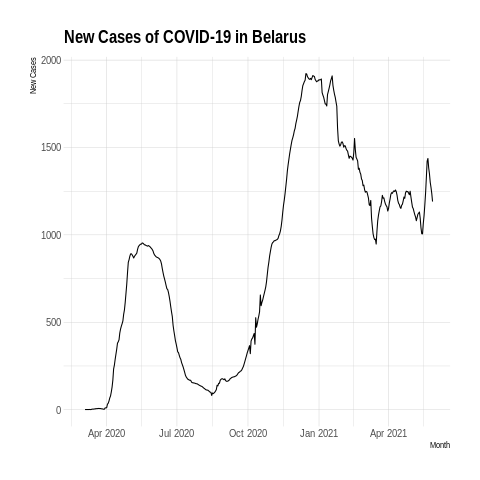 New Cases of COVID-19 in Belarus
New Cases
2000
1500
1000
500
0
Apr 2020 Jul 2020 Oct 2020 Jan 2021 Apr 2021
Month